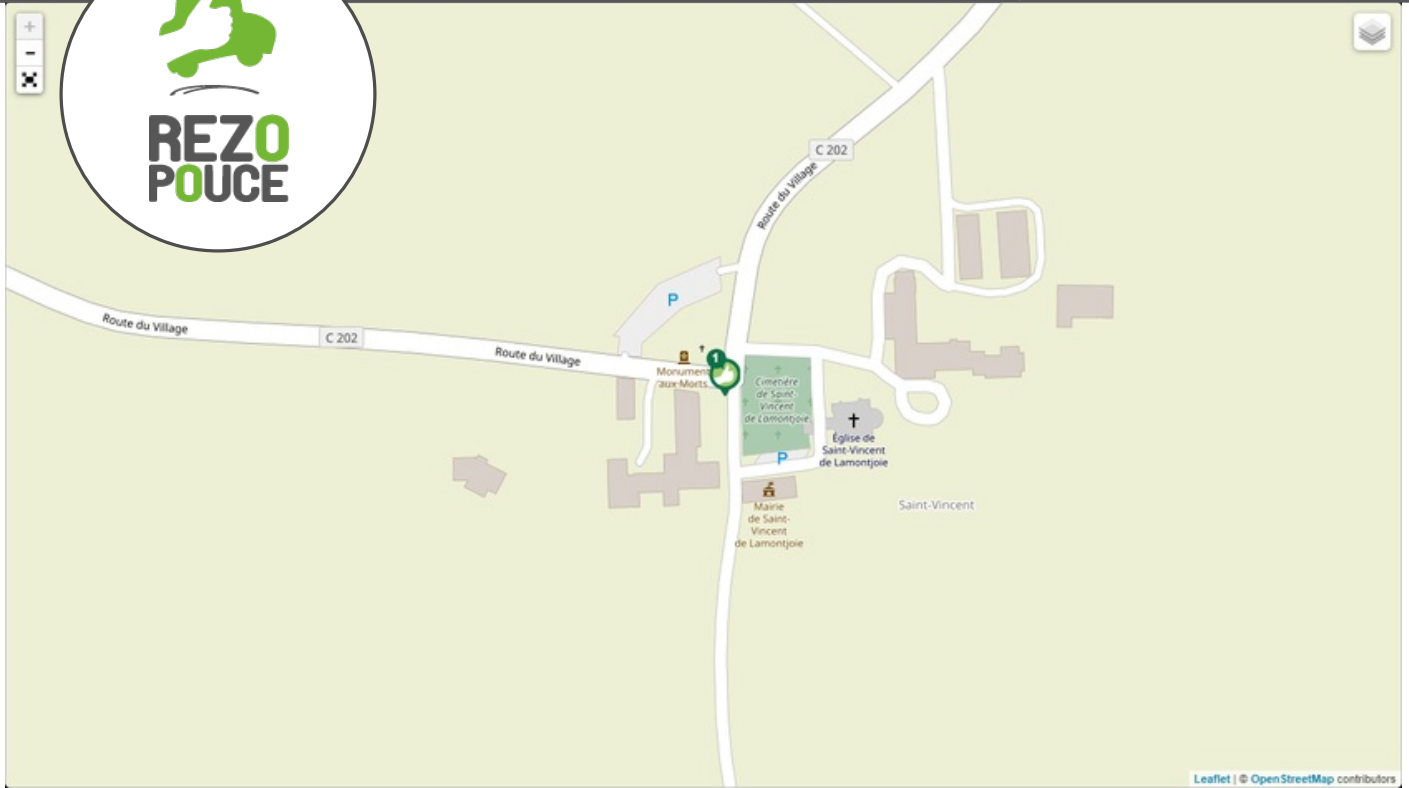 +
-
REZO
POUCE
C 202
Route du Village
P
Route du Village
C 202
Route du Village
1
Monument
aux Morts
Cimetière
de Saint-
Vincent
de Lamontjoie
Église de
Saint-Vincent
de Lamontjoie
P
Mairie
de Saint-
Vincent
de Lamontjoie
Saint-Vincent
Leaflet | © OpenStreetMap contributors